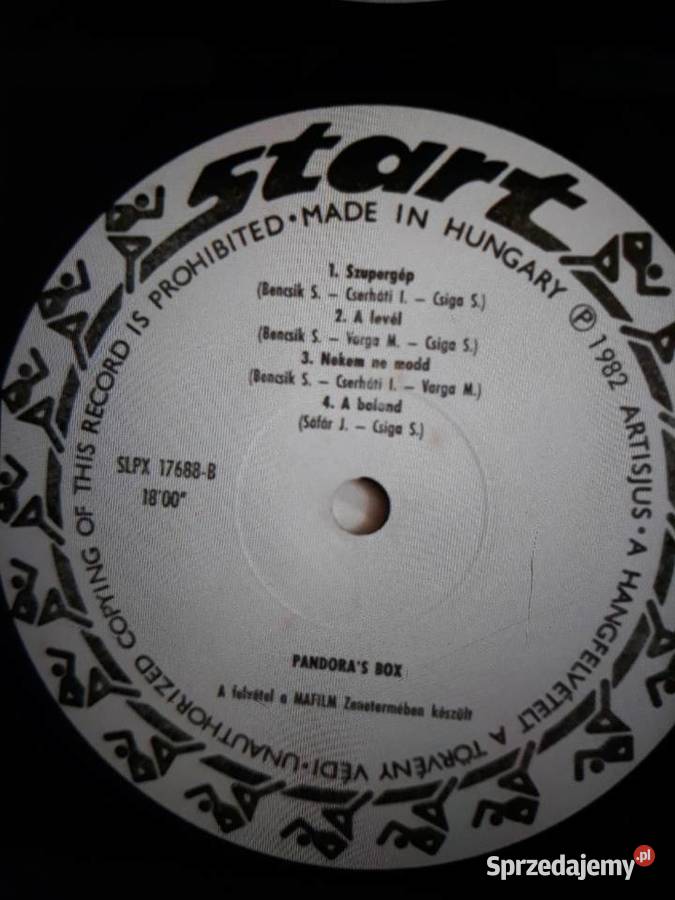 start
UNAUTHORIZED COPYING OF THIS RECORD IS PROHIBITED • MADE IN HUNGARY ℗ 1982 ARTISJUS • A HANGFELVÉTELT A TÖRVÉNY VÉDI •
1. Szupergép
(Bencsik S. – Cserháti I. – Csiga S.)
2. A levél
(Bencsik S. – Varga M. – Csiga S.)
3. Nekem ne mondd
(Bencsik S. – Cserháti I. – Varga M.)
4. A bolond
(Sáfár J. – Csiga S.)
SLPX 17688-B
18'00"
PANDORA'S BOX
A felvétel a MAFILM Zenetermében készült
Sprzedajemy.pl